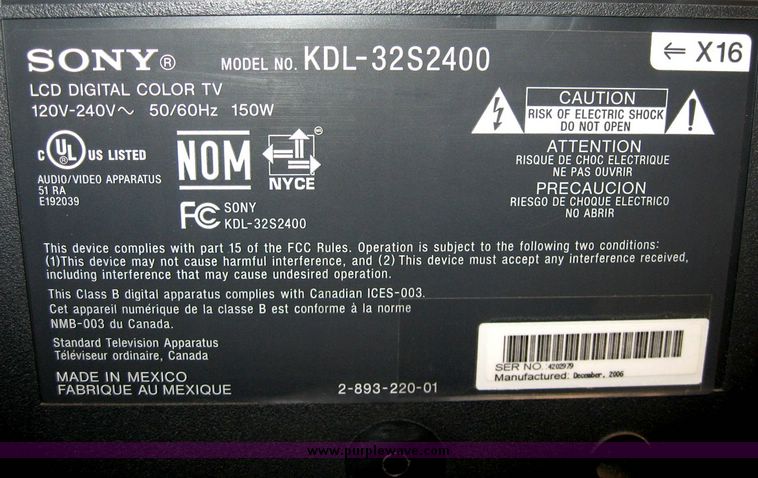 SONY® MODEL NO. KDL-32S2400
⇐ X16
LCD DIGITAL COLOR TV
120V-240V~ 50/60Hz 150W
CAUTION
RISK OF ELECTRIC SHOCK
DO NOT OPEN
ATTENTION
RISQUE DE CHOC ELECTRIQUE
NE PAS OUVRIR
PRECAUCION
RIESGO DE CHOQUE ELECTRICO
NO ABRIR
C UL ® US LISTED
AUDIO/VIDEO APPARATUS
51 RA
E192039
NOM
NYCE
FC SONY
KDL-32S2400
This device complies with part 15 of the FCC Rules. Operation is subject to the following two conditions:
(1)This device may not cause harmful interference, and (2) This device must accept any interference received,
including interference that may cause undesired operation.
This Class B digital apparatus complies with Canadian ICES-003.
Cet appareil numérique de la classe B est conforme à la norme
NMB-003 du Canada.
Standard Television Apparatus
Téléviseur ordinaire, Canada
MADE IN MEXICO
FABRIQUE AU MEXIQUE
2-893-220-01
SER NO. 4202979
Manufactured: December, 2006
www.purplewave.com